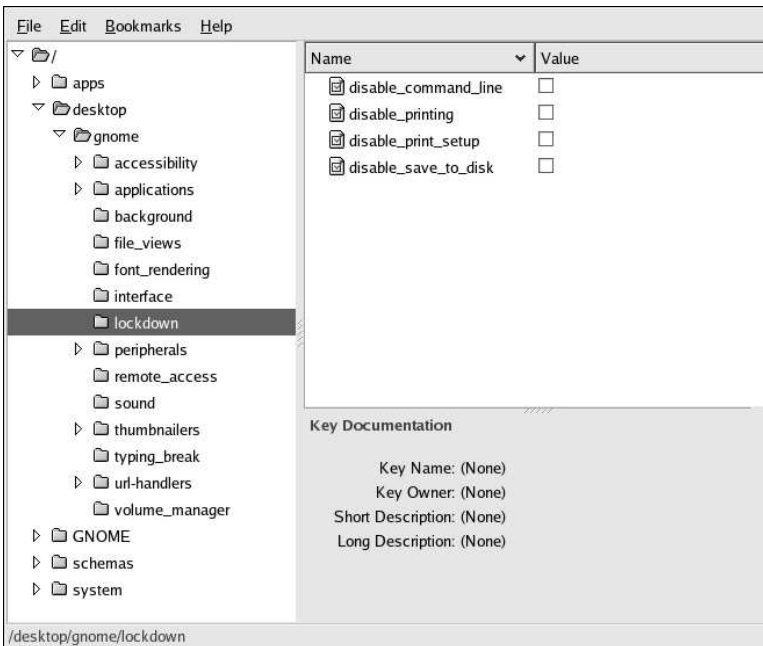 File Edit Bookmarks Help
/
apps
desktop
gnome
accessibility
applications
background
file_views
font_rendering
interface
lockdown
peripherals
remote_access
sound
thumbnailers
typing_break
url-handlers
volume_manager
GNOME
schemas
system
Name Value
disable_command_line
disable_printing
disable_print_setup
disable_save_to_disk
Key Documentation
Key Name: (None)
Key Owner: (None)
Short Description: (None)
Long Description: (None)
/desktop/gnome/lockdown